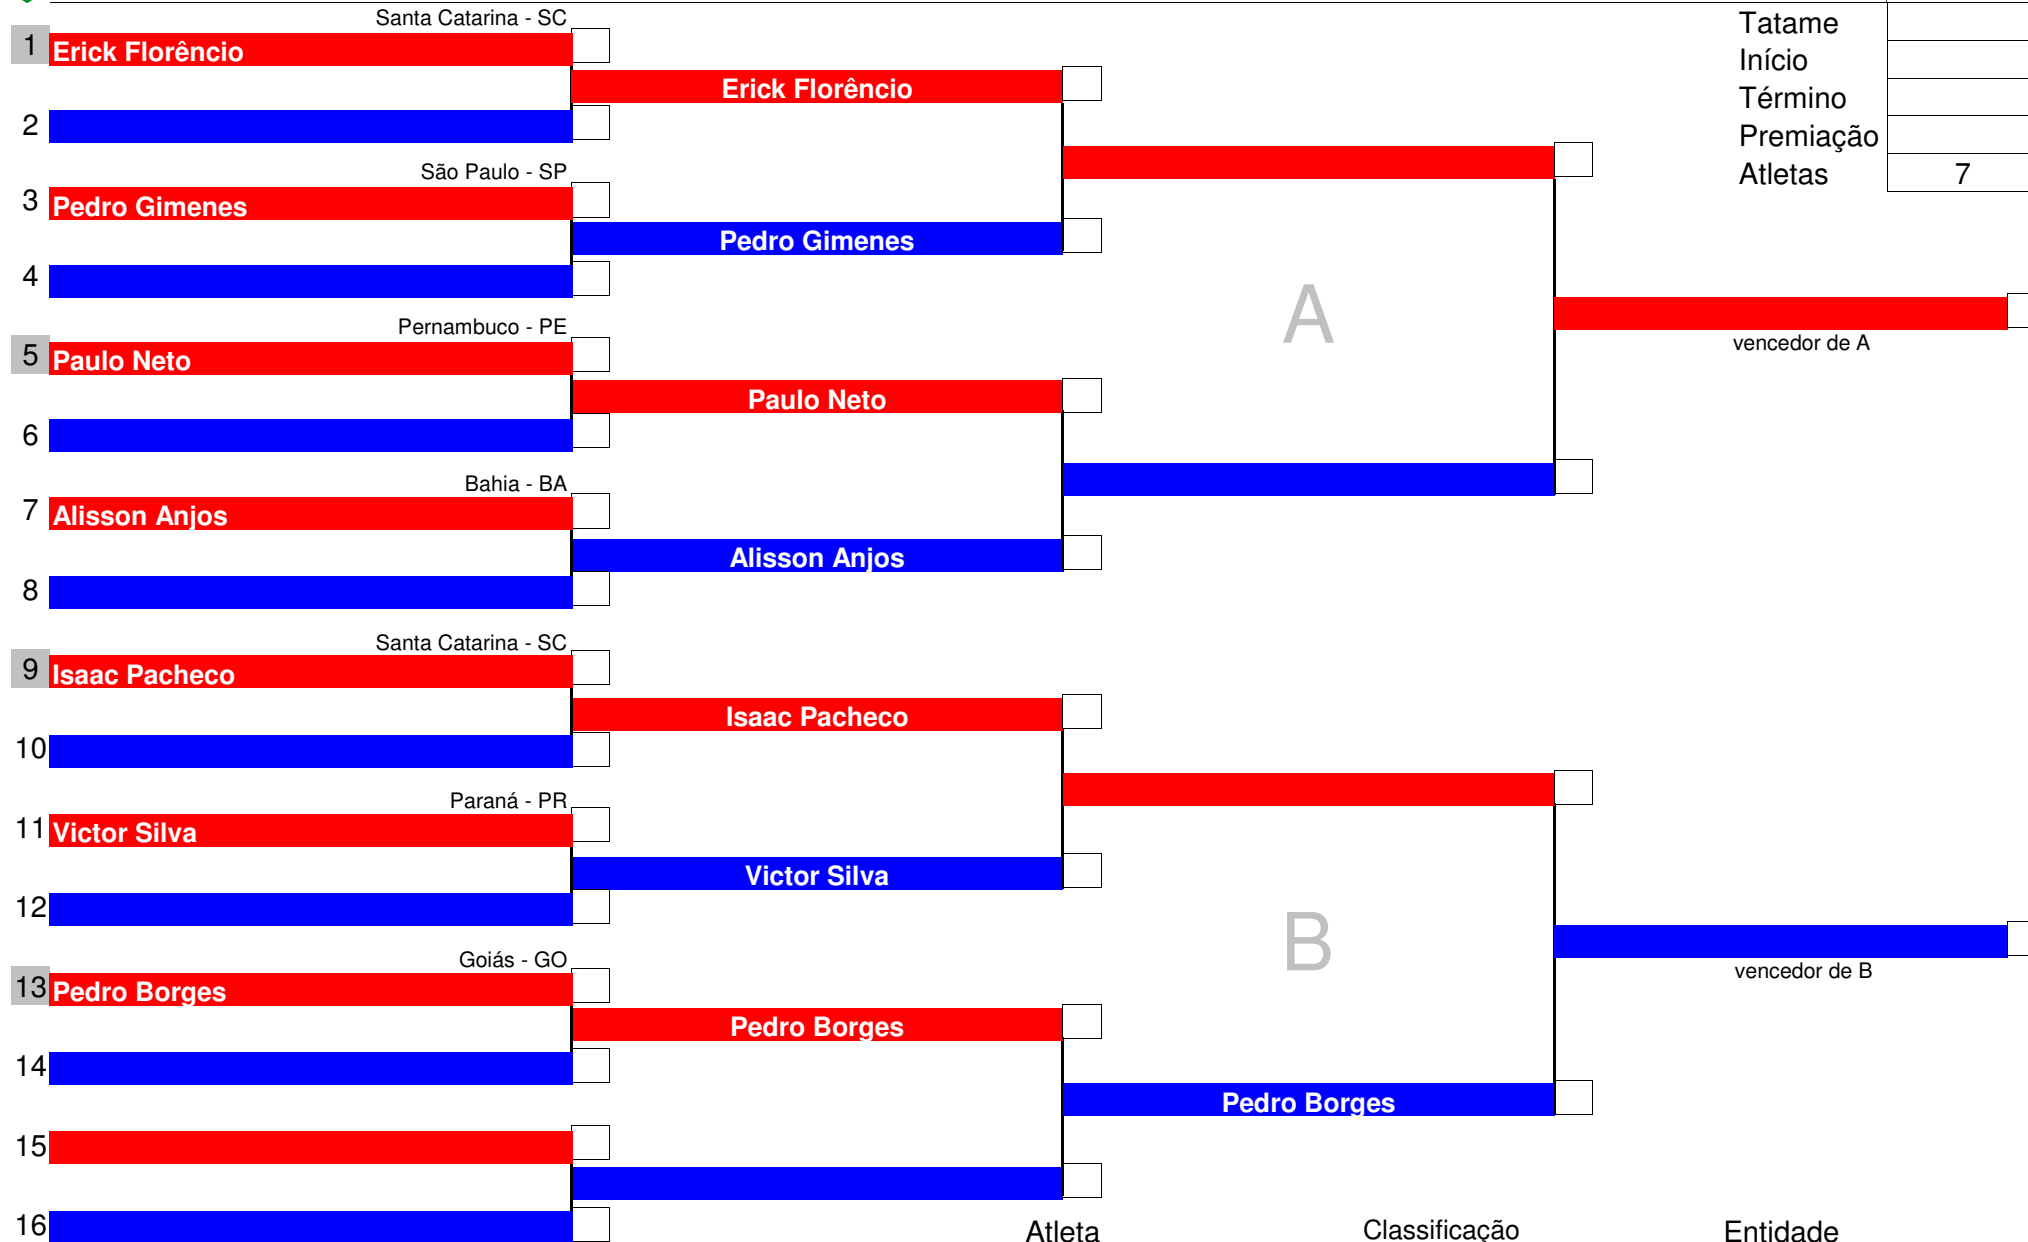 Santa Catarina - SC
1 Erick Florêncio
Erick Florêncio
2
São Paulo - SP
3 Pedro Gimenes
Pedro Gimenes
4
Pernambuco - PE
5 Paulo Neto
Paulo Neto
6
Bahia - BA
7 Alisson Anjos
Alisson Anjos
8
Santa Catarina - SC
9 Isaac Pacheco
Isaac Pacheco
10
Paraná - PR
11 Victor Silva
Victor Silva
12
Goiás - GO
13 Pedro Borges
Pedro Borges
14
Pedro Borges
15
16
A
vencedor de A
B
vencedor de B
Tatame
Início
Término
Premiação
Atletas 7
Atleta Classificação Entidade